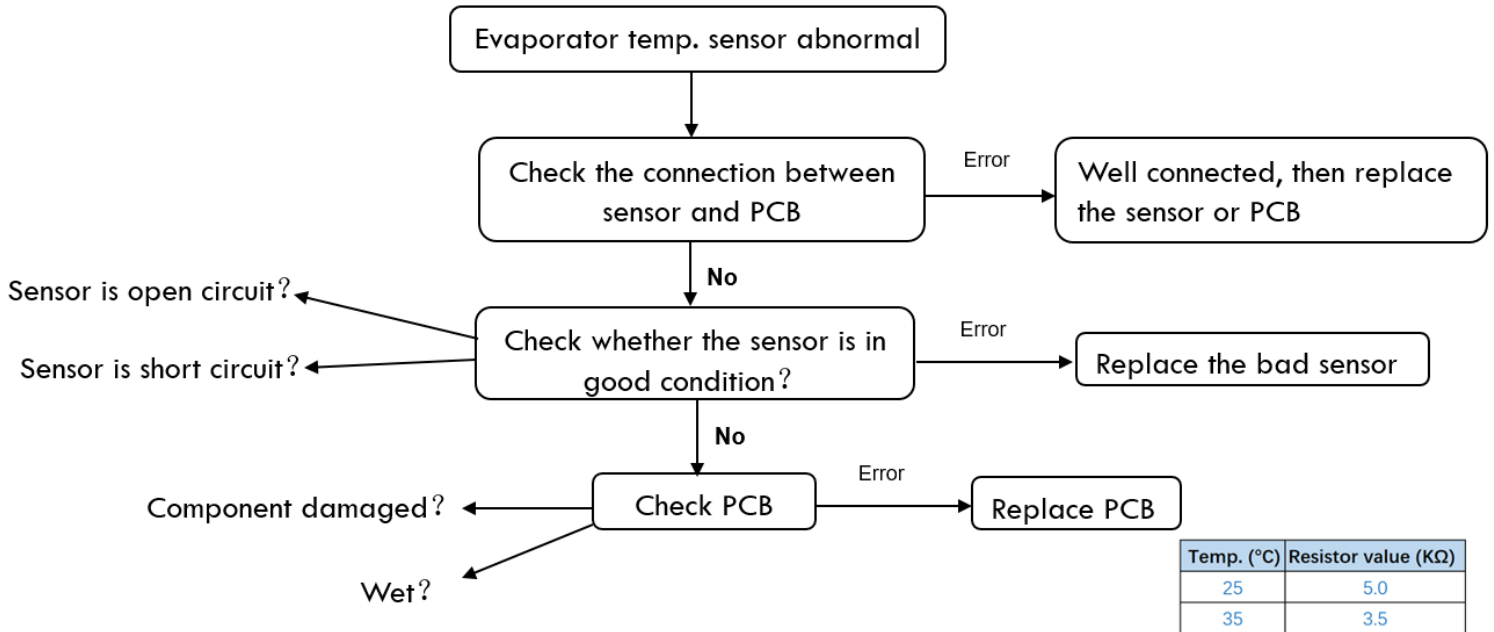 Evaporator temp. sensor abnormal
Check the connection between
sensor and PCB
Error
Well connected, then replace
the sensor or PCB
No
Sensor is open circuit？
Sensor is short circuit？
Check whether the sensor is in
good condition？
Error
Replace the bad sensor
No
Component damaged？
Wet？
Check PCB
Error
Replace PCB
Temp. (°C) Resistor value (KΩ)
25 5.0
35 3.5